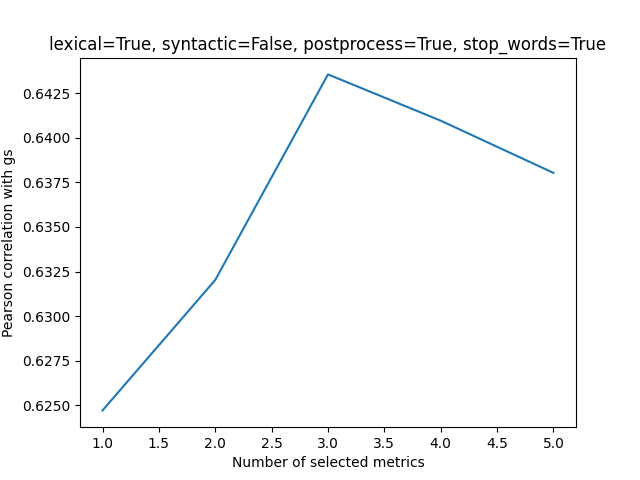 lexical=True, syntactic=False, postprocess=True, stop_words=True
0.6425
0.6400
0.6375
0.6350
0.6325
0.6300
0.6275
0.6250
Pearson correlation with gs
1.0 1.5 2.0 2.5 3.0 3.5 4.0 4.5 5.0
Number of selected metrics